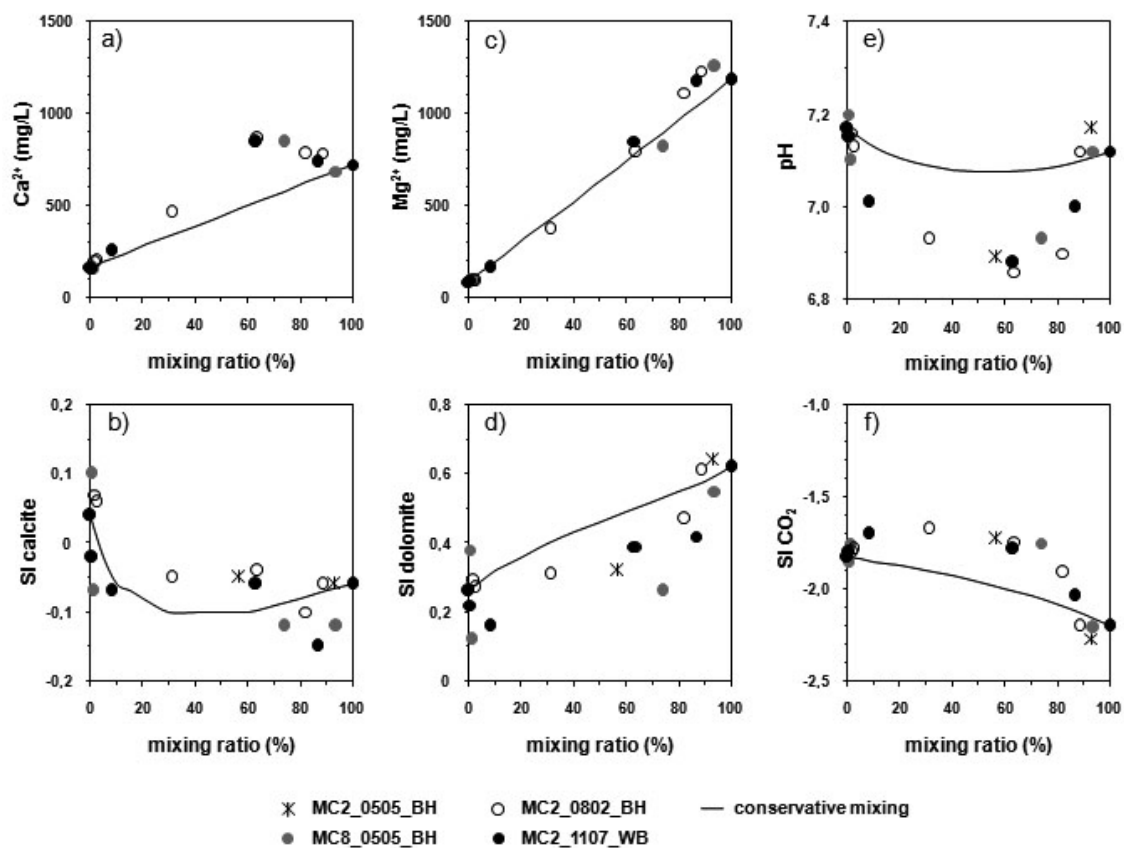 a)
1500
1000
500
0
Ca²⁺ (mg/L)
0 20 40 60 80 100
mixing ratio (%)
c)
1500
1000
500
0
Mg²⁺ (mg/L)
0 20 40 60 80 100
mixing ratio (%)
e)
7,4
7,2
7,0
6,8
pH
0 20 40 60 80 100
mixing ratio (%)
b)
0,2
0,1
0
-0,1
-0,2
SI calcite
0 20 40 60 80 100
mixing ratio (%)
d)
0,8
0,6
0,4
0,2
0
SI dolomite
0 20 40 60 80 100
mixing ratio (%)
f)
-1,0
-1,5
-2,0
-2,5
SI CO₂
0 20 40 60 80 100
mixing ratio (%)
MC2_0505_BH MC2_0802_BH conservative mixing
MC8_0505_BH MC2_1107_WB